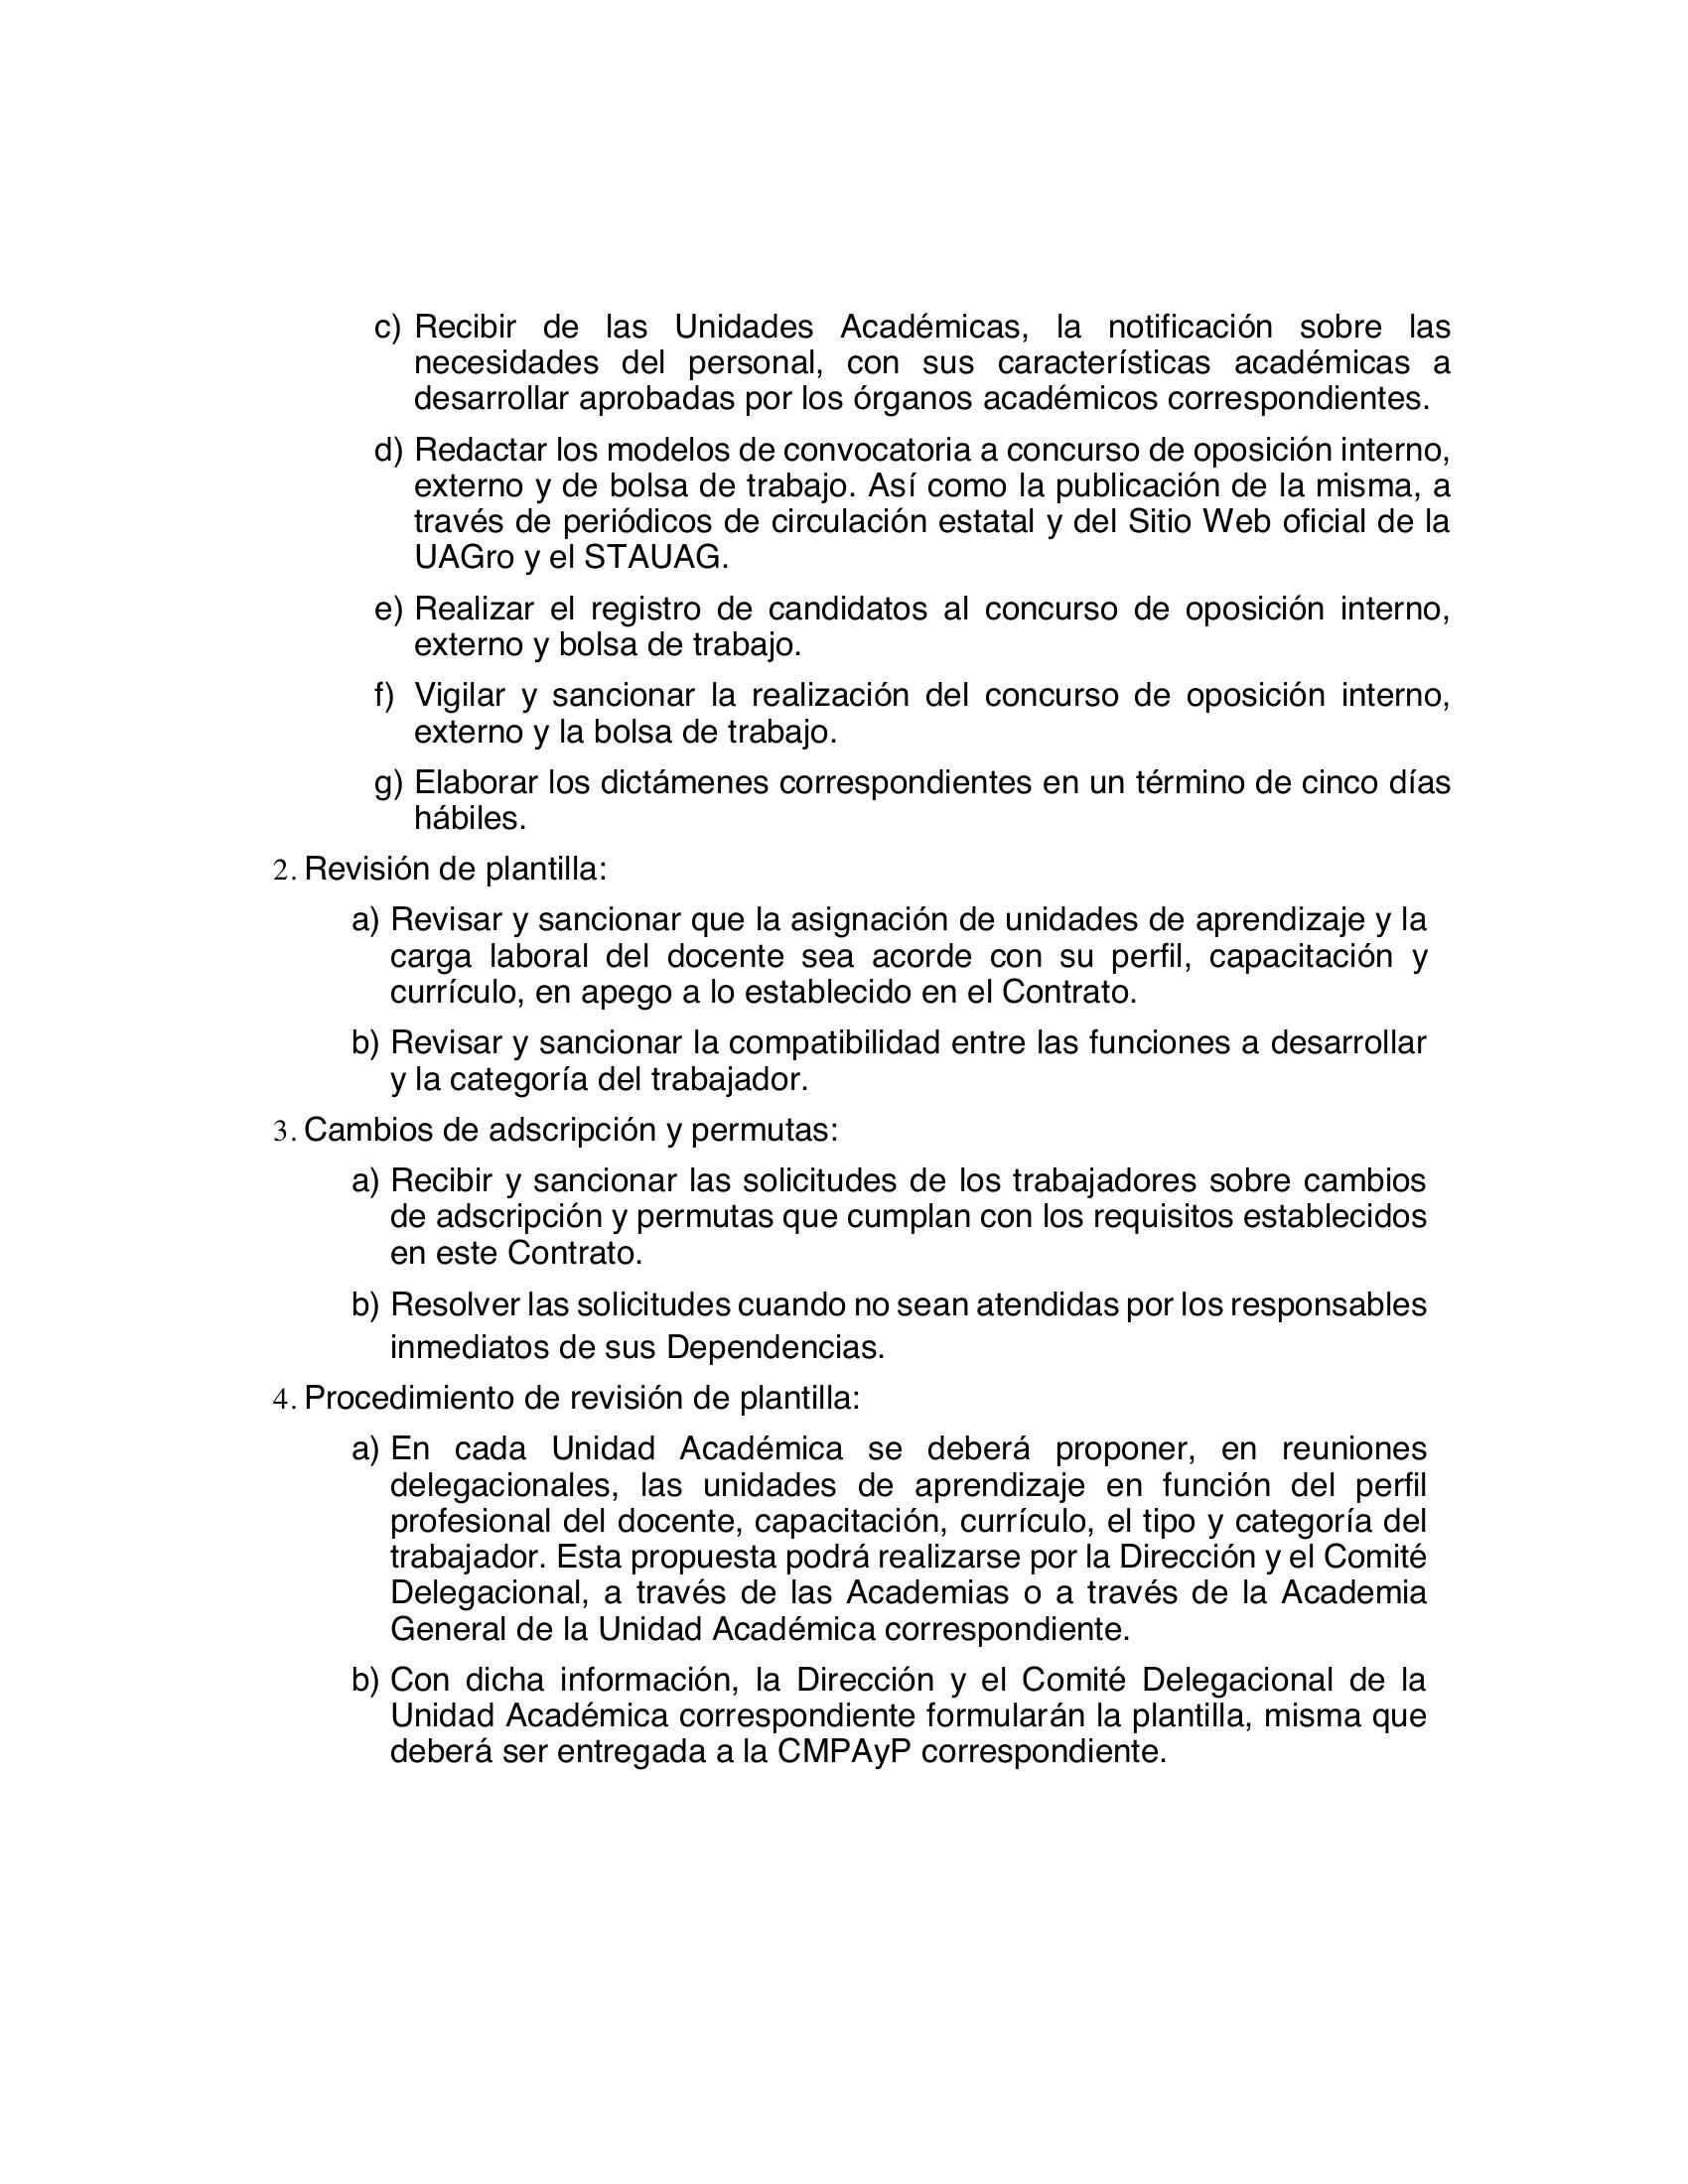 c) Recibir de las Unidades Académicas, la notificación sobre las
necesidades del personal, con sus características académicas a
desarrollar aprobadas por los órganos académicos correspondientes.
d) Redactar los modelos de convocatoria a concurso de oposición interno,
externo y de bolsa de trabajo. Así como la publicación de la misma, a
través de periódicos de circulación estatal y del Sitio Web oficial de la
UAGro y el STAUAG.
e) Realizar el registro de candidatos al concurso de oposición interno,
externo y bolsa de trabajo.
f) Vigilar y sancionar la realización del concurso de oposición interno,
externo y la bolsa de trabajo.
g) Elaborar los dictámenes correspondientes en un término de cinco días
hábiles.
2. Revisión de plantilla:
a) Revisar y sancionar que la asignación de unidades de aprendizaje y la
carga laboral del docente sea acorde con su perfil, capacitación y
currículo, en apego a lo establecido en el Contrato.
b) Revisar y sancionar la compatibilidad entre las funciones a desarrollar
y la categoría del trabajador.
3. Cambios de adscripción y permutas:
a) Recibir y sancionar las solicitudes de los trabajadores sobre cambios
de adscripción y permutas que cumplan con los requisitos establecidos
en este Contrato.
b) Resolver las solicitudes cuando no sean atendidas por los responsables
inmediatos de sus Dependencias.
4. Procedimiento de revisión de plantilla:
a) En cada Unidad Académica se deberá proponer, en reuniones
delegacionales, las unidades de aprendizaje en función del perfil
profesional del docente, capacitación, currículo, el tipo y categoría del
trabajador. Esta propuesta podrá realizarse por la Dirección y el Comité
Delegacional, a través de las Academias o a través de la Academia
General de la Unidad Académica correspondiente.
b) Con dicha información, la Dirección y el Comité Delegacional de la
Unidad Académica correspondiente formularán la plantilla, misma que
deberá ser entregada a la CMPAyP correspondiente.